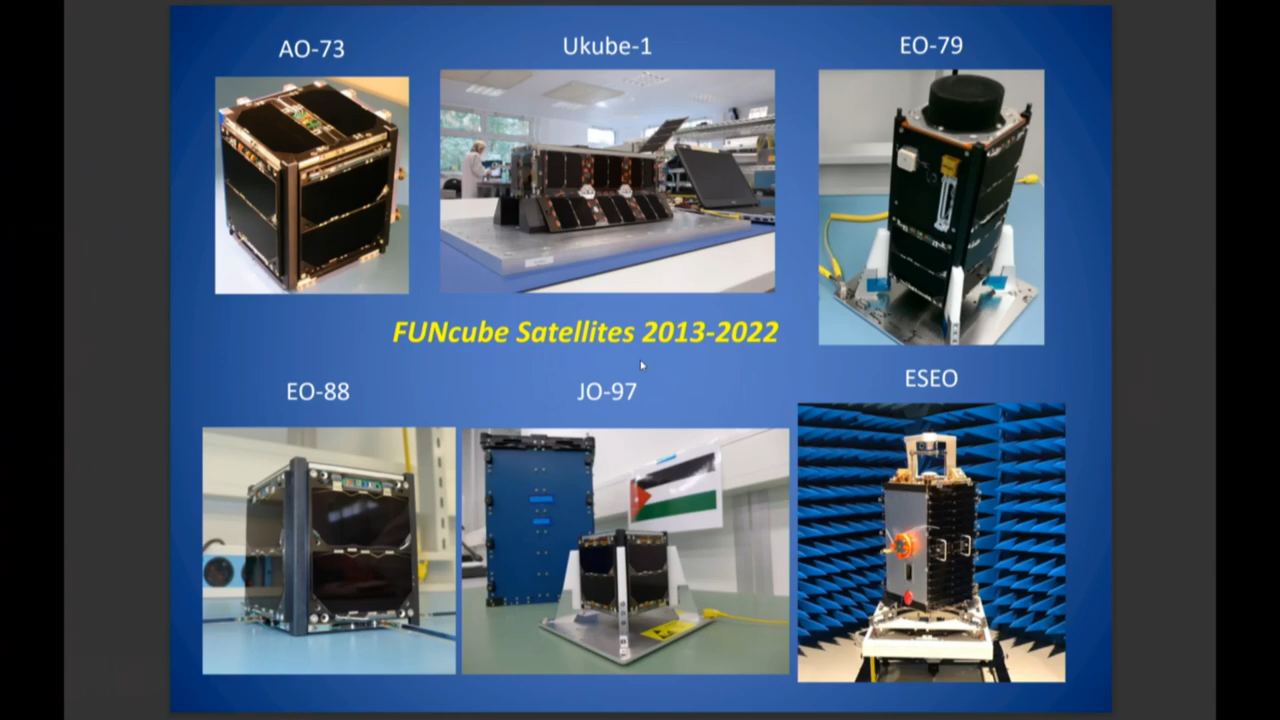 AO-73
Ukube-1
EO-79
FUNcube Satellites 2013-2022
EO-88
JO-97
ESEO